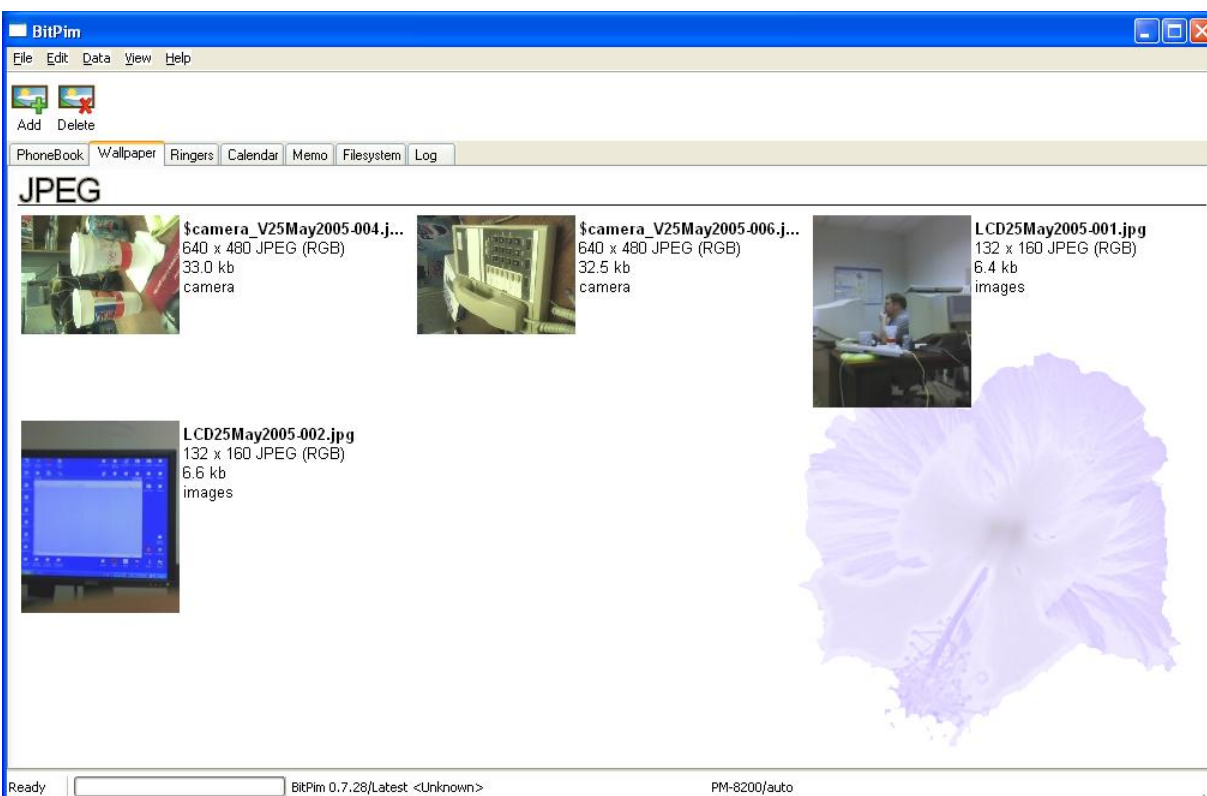 BitPim
File Edit Data View Help
Add Delete
PhoneBook Wallpaper Ringers Calendar Memo Filesystem Log
JPEG
$camera_V25May2005-004.j...
640 x 480 JPEG (RGB)
33.0 kb
camera
$camera_V25May2005-006.j...
640 x 480 JPEG (RGB)
32.5 kb
camera
LCD25May2005-001.jpg
132 x 160 JPEG (RGB)
6.4 kb
images
LCD25May2005-002.jpg
132 x 160 JPEG (RGB)
6.6 kb
images
Ready BitPim 0.7.28/Latest <Unknown> PM-8200/auto